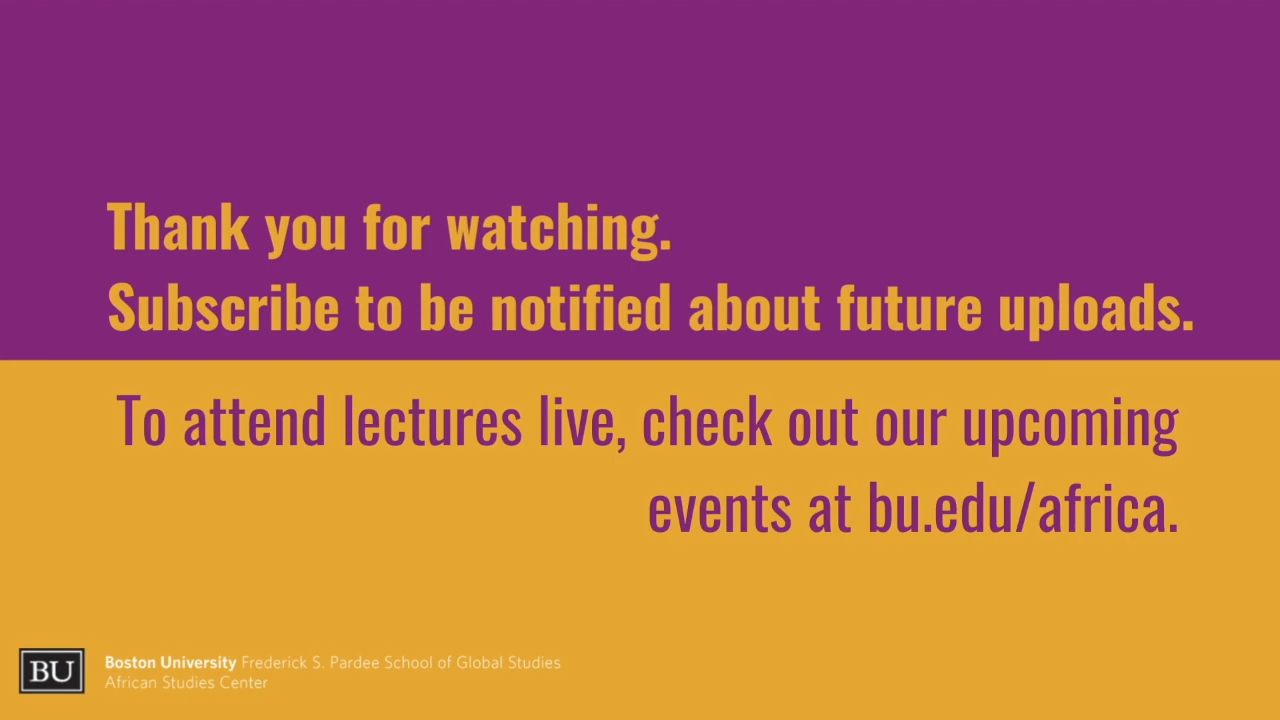 Thank you for watching.
Subscribe to be notified about future uploads.
To attend lectures live, check out our upcoming
events at bu.edu/africa.
BU
Boston University Frederick S. Pardee School of Global Studies
African Studies Center